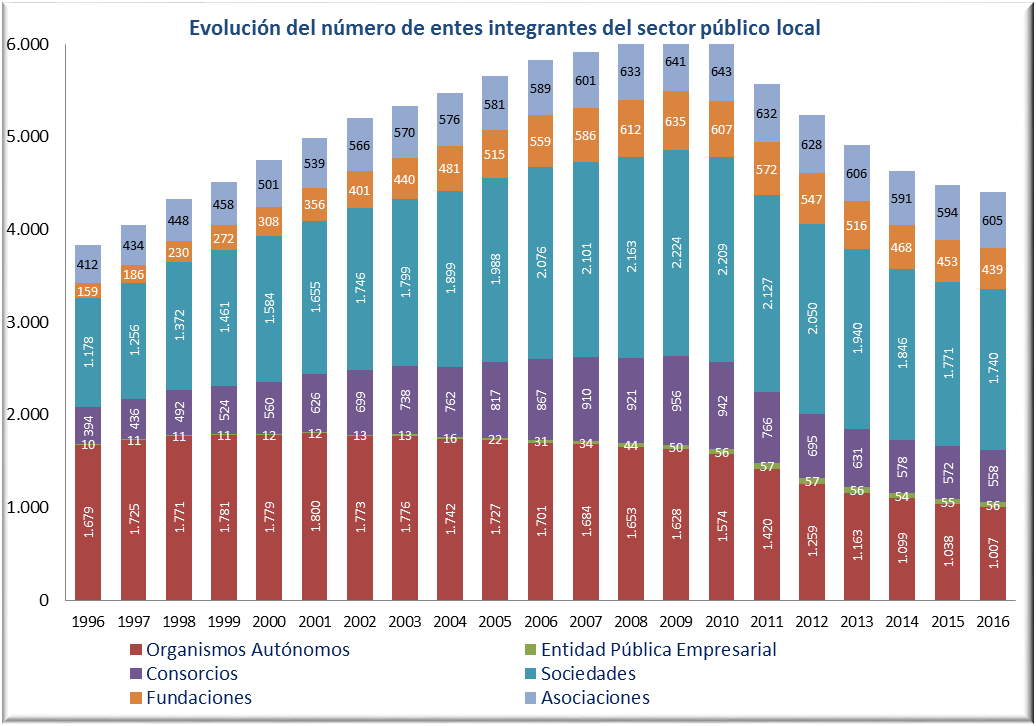 Evolución del número de entes integrantes del sector público local
6.000
5.000
4.000
3.000
2.000
1.000
0
412 434 448 458 501 539 566 570 576 581 589 601 633 641 643 632 628 606 591 594 605
159 186 230 272 308 356 401 440 481 515 559 586 612 635 607 572 547 516 468 453 439
1.178 1.256 1.372 1.461 1.584 1.655 1.746 1.799 1.899 1.988 2.076 2.101 2.163 2.224 2.209 2.127 2.050 1.940 1.846 1.771 1.740
394 436 492 524 560 626 699 738 762 817 867 910 921 956 942 766 695 631 578 572 558
10 11 11 11 12 12 13 13 16 22 31 34 44 50 56 57 57 56 54 55 56
1.679 1.725 1.771 1.781 1.779 1.800 1.773 1.776 1.742 1.727 1.701 1.684 1.653 1.628 1.574 1.420 1.259 1.163 1.099 1.038 1.007
1996 1997 1998 1999 2000 2001 2002 2003 2004 2005 2006 2007 2008 2009 2010 2011 2012 2013 2014 2015 2016
Organismos Autónomos Entidad Pública Empresarial
Consorcios Sociedades
Fundaciones Asociaciones